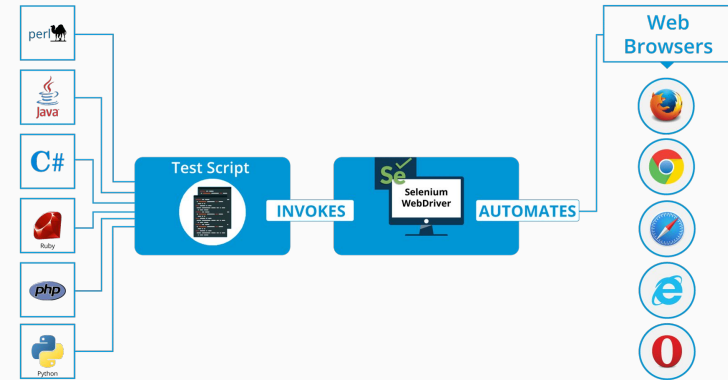 perl
Java
C#
Ruby
php
Python
Test Script
INVOKES
Se
Selenium
WebDriver
AUTOMATES
Web
Browsers